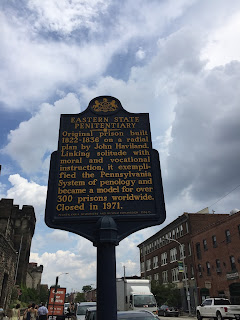 EASTERN STATE
PENITENTIARY
Original prison built
1822-1836 on a radial
plan by John Haviland.
Linking solitude with
moral and vocational
instruction, it exempli-
fied the Pennsylvania
System of penology and
became a model for over
300 prisons worldwide.
Closed in 1971.